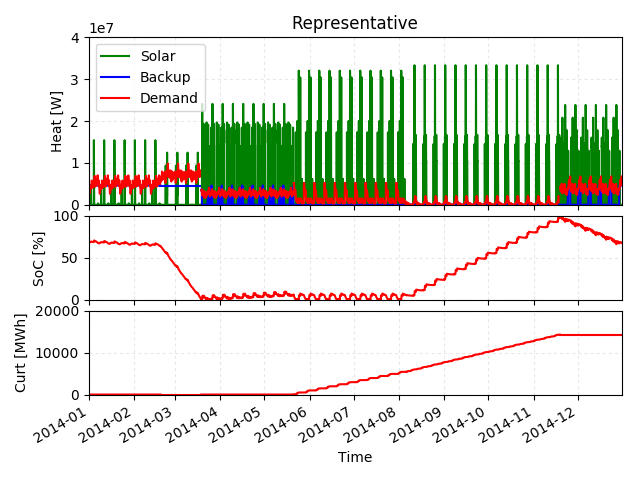 Representative
1e7
Solar
Backup
Demand
Heat [W]
4
3
2
1
0
SoC [%]
100
50
0
Curt [MWh]
20000
10000
0
2014-01
2014-02
2014-03
2014-04
2014-05
2014-06
2014-07
2014-08
2014-09
2014-10
2014-11
2014-12
Time